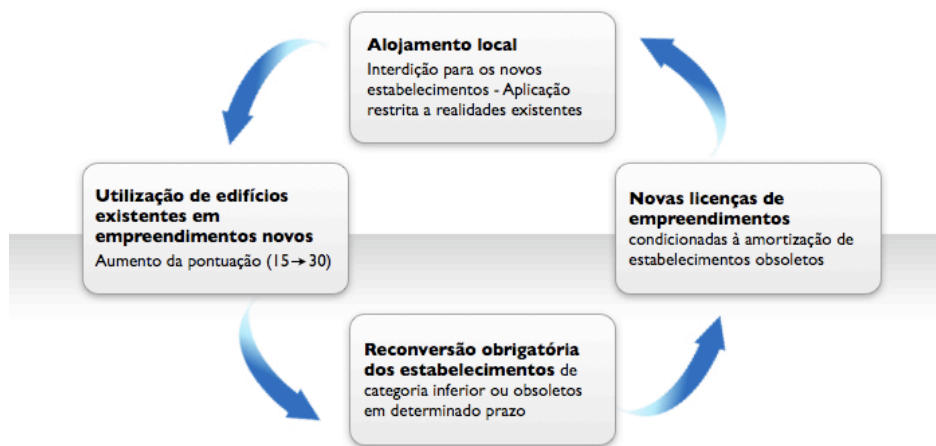 Alojamento local
Interdição para os novos
estabelecimentos - Aplicação
restrita a realidades existentes
Utilização de edifícios
existentes em
empreendimentos novos
Aumento da pontuação (15→30)
Novas licenças de
empreendimentos
condicionadas à amortização de
estabelecimentos obsoletos
Reconversão obrigatória
dos estabelecimentos de
categoria inferior ou obsoletos
em determinado prazo